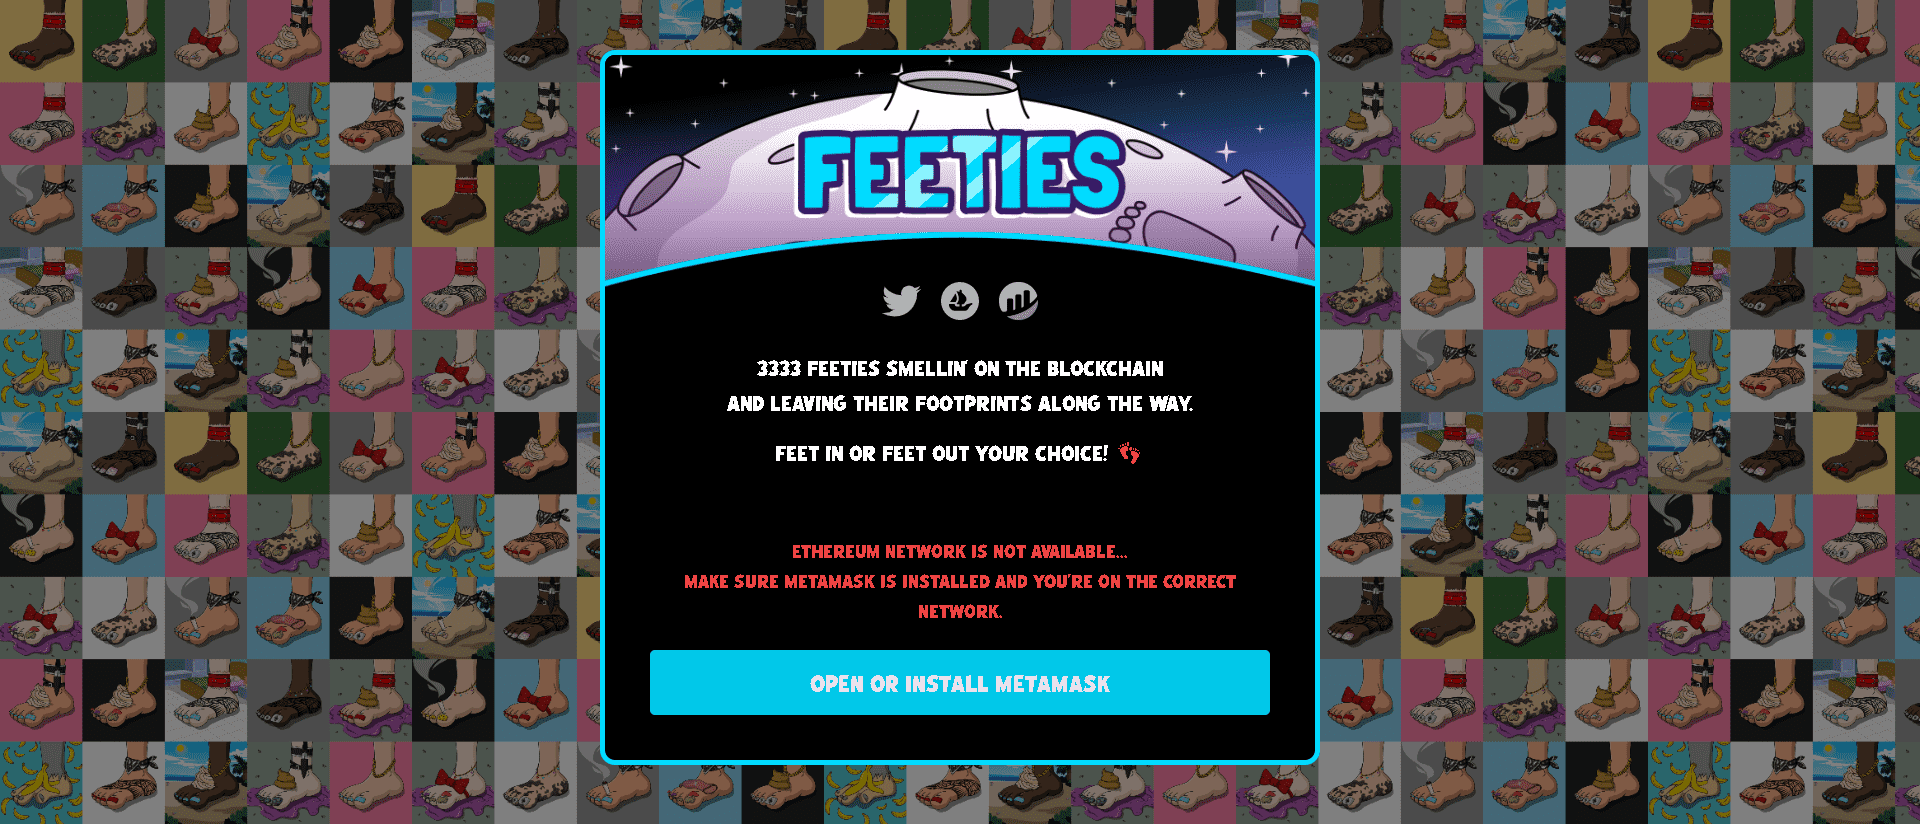 FEETIES
3333 FEETIES SMELLIN' ON THE BLOCKCHAIN
AND LEAVING THEIR FOOTPRINTS ALONG THE WAY.
FEET IN OR FEET OUT YOUR CHOICE! 👣
ETHEREUM NETWORK IS NOT AVAILABLE...
MAKE SURE METAMASK IS INSTALLED AND YOU'RE ON THE CORRECT
NETWORK.
OPEN OR INSTALL METAMASK